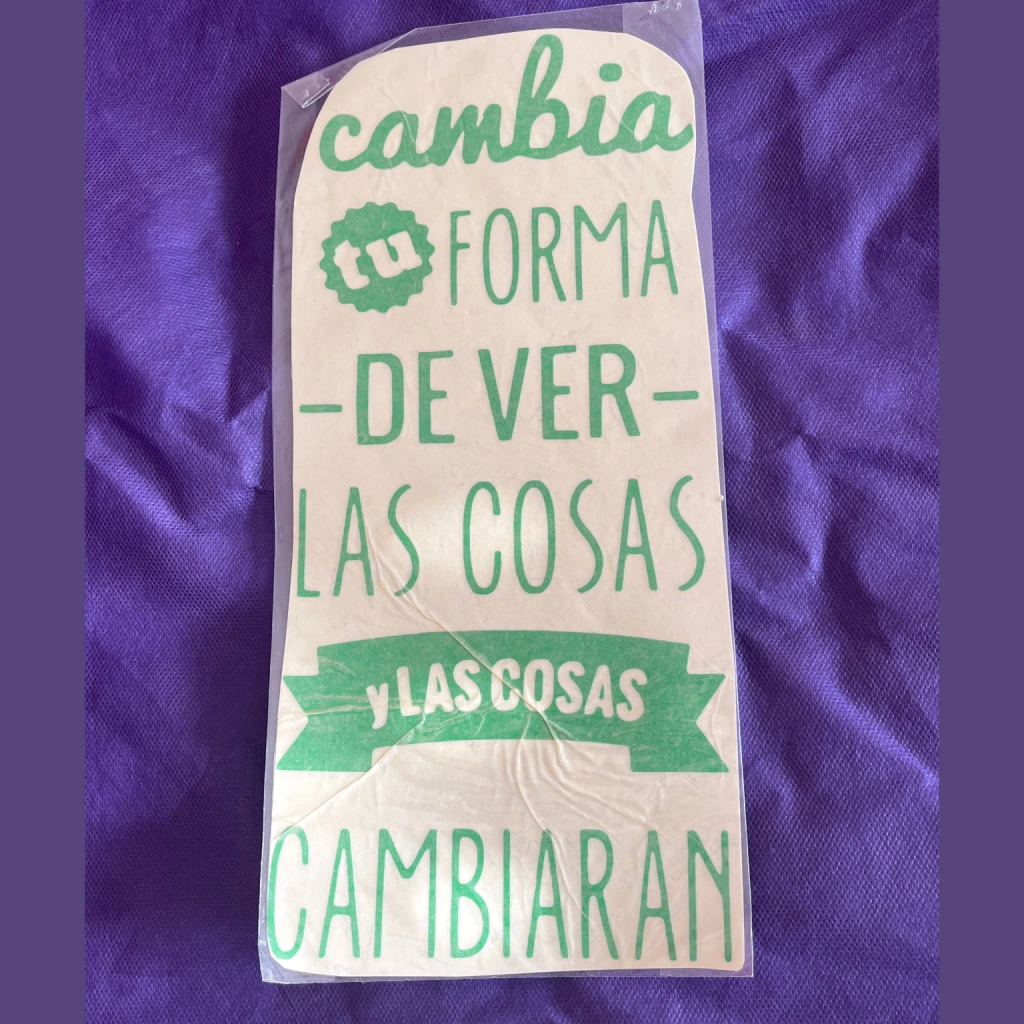 cambia
tu FORMA
-DE VER-
LAS COSAS
y LAS COSAS
CAMBIARAN